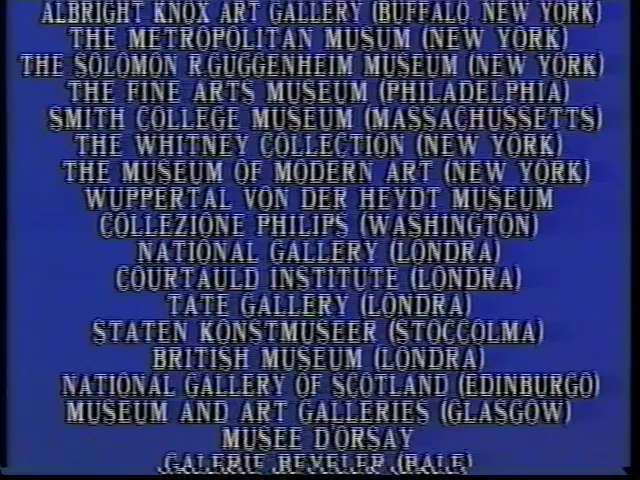 ALBRIGHT KNOX ART GALLERY (BUFFALO NEW YORK)
THE METROPOLITAN MUSUM (NEW YORK)
THE SOLOMON R.GUGGENHEIM MUSEUM (NEW YORK)
THE FINE ARTS MUSEUM (PHILADELPHIA)
SMITH COLLEGE MUSEUM (MASSACHUSSETTS)
THE WHITNEY COLLECTION (NEW YORK)
THE MUSEUM OF MODERN ART (NEW YORK)
WUPPERTAL VON DER HEYDT MUSEUM
COLLEZIONE PHILIPS (WASHINGTON)
NATIONAL GALLERY (LONDRA)
COURTAULD INSTITUTE (LONDRA)
TATE GALLERY (LONDRA)
STATEN KONSTMUSEER (STOCCOLMA)
BRITISH MUSEUM (LONDRA)
NATIONAL GALLERY OF SCOTLAND (EDINBURGO)
MUSEUM AND ART GALLERIES (GLASGOW)
MUSEE D'ORSAY
GALERIE BEYELER (BALE)